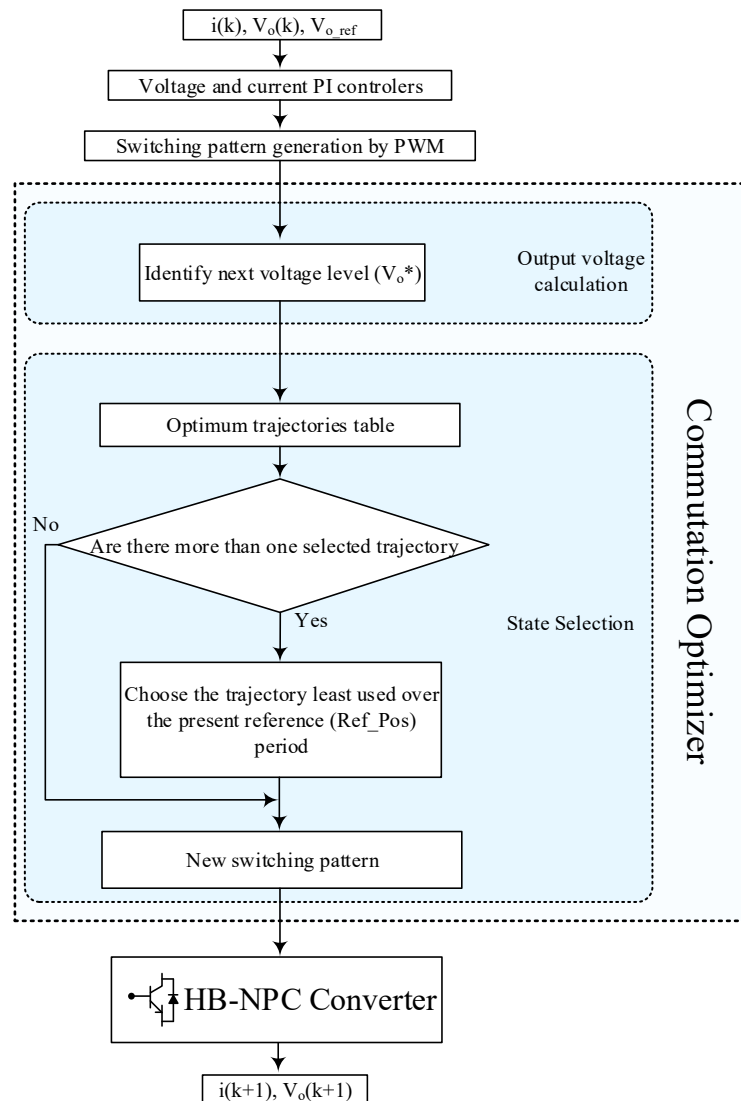 i(k), V_o(k), V_o_ref
Voltage and current PI controlers
Switching pattern generation by PWM
Identify next voltage level (V_o*)
Output voltage
calculation
Optimum trajectories table
No
Are there more than one selected trajectory
Yes
State Selection
Choose the trajectory least used over
the present reference (Ref_Pos)
period
New switching pattern
Commutation Optimizer
HB-NPC Converter
i(k+1), V_o(k+1)